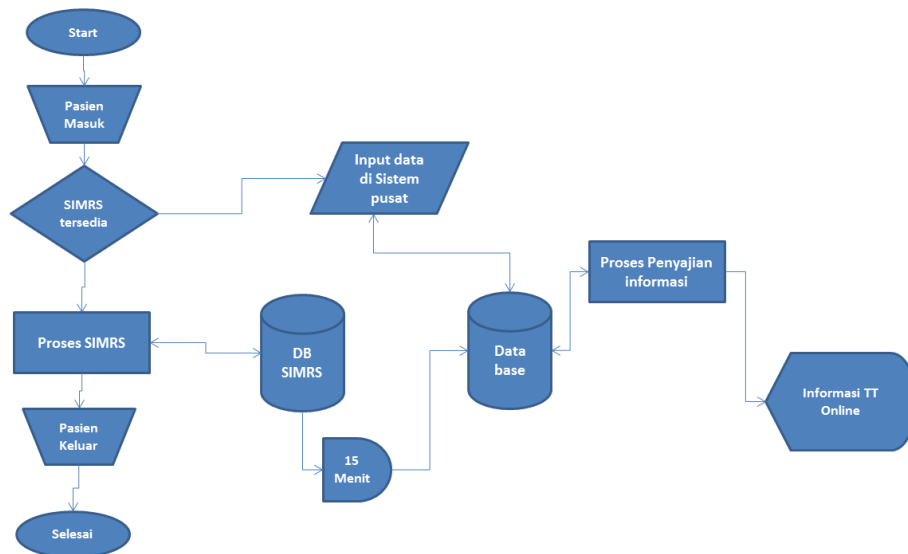 Start
Pasien
Masuk
SIMRS
tersedia
Input data
di Sistem
pusat
Proses SIMRS
DB
SIMRS
Data
base
Proses Penyajian
informasi
Informasi TT
Online
15
Menit
Pasien
Keluar
Selesai